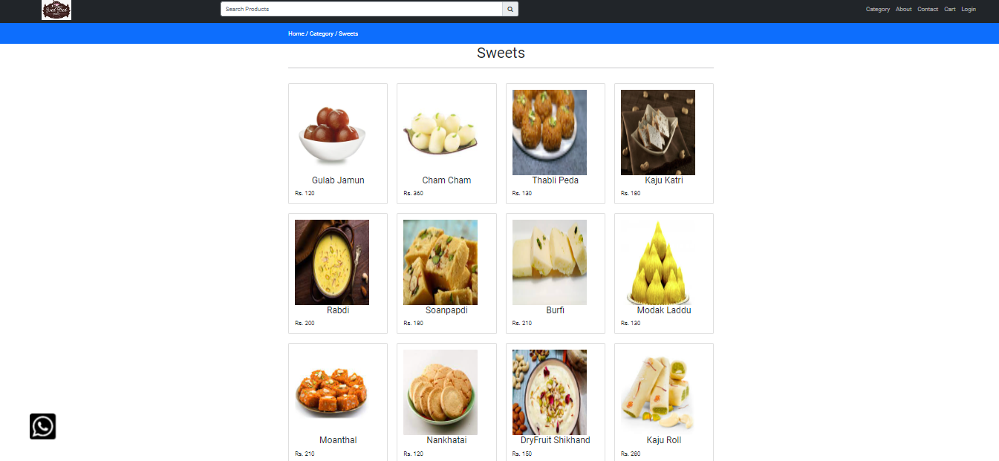 Sweet Treat
Search Products
Category About Contact Cart Login
Home / Category / Sweets
Sweets
Gulab Jamun
Rs. 120
Cham Cham
Rs. 360
Thabli Peda
Rs. 130
Kaju Katri
Rs. 180
Rabdi
Rs. 200
Soanpapdi
Rs. 180
Burfi
Rs. 210
Modak Laddu
Rs. 130
Moanthal
Rs. 210
Nankhatai
Rs. 120
DryFruit Shikhand
Rs. 150
Kaju Roll
Rs. 280